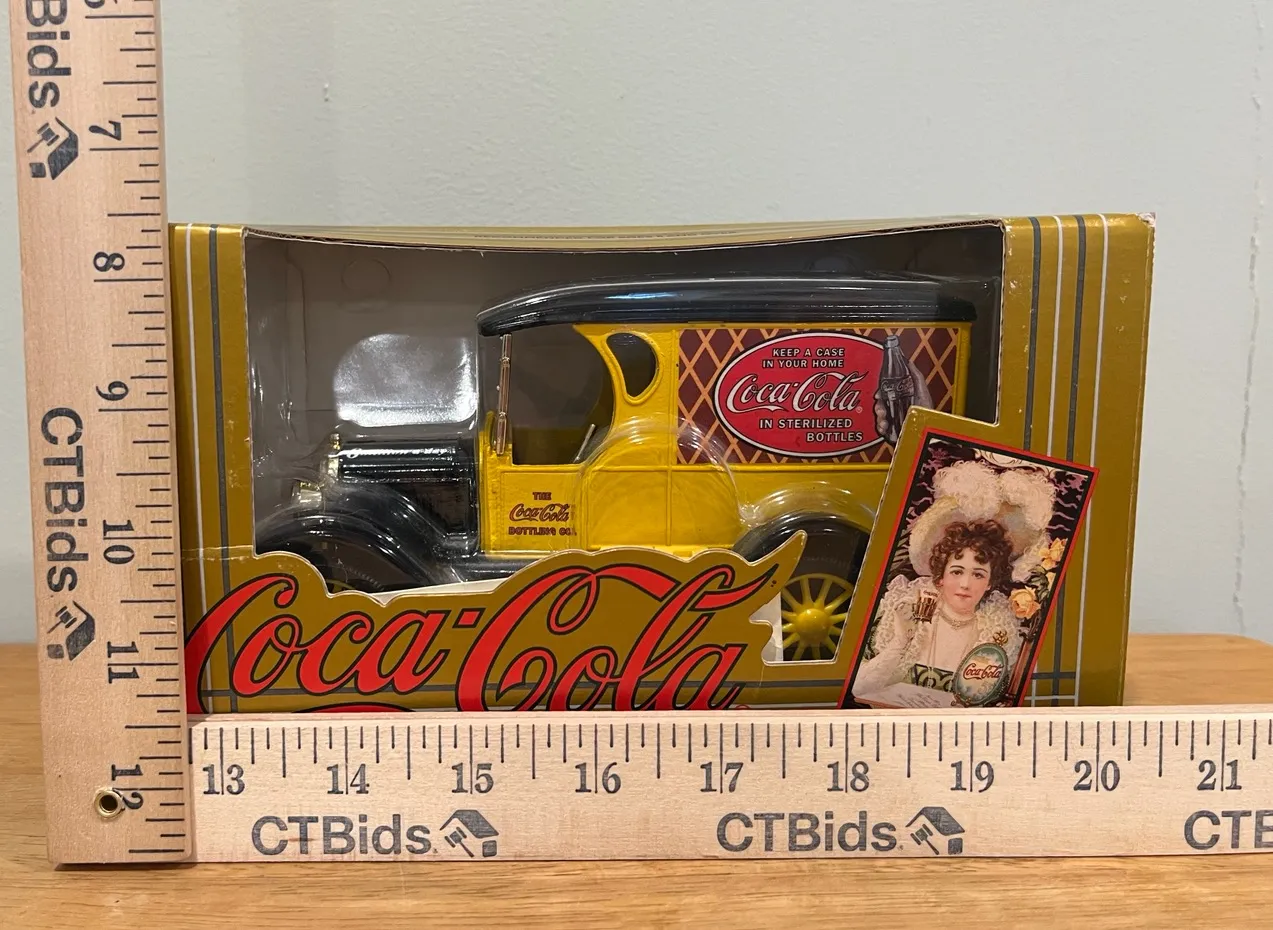 CTBids.
7
8
9
CTBids.
10
11
12
KEEP A CASE
IN YOUR HOME
Coca-Cola
IN STERILIZED
BOTTLES
THE
Coca-Cola
BOTTLING CO.
Coca-Cola
Coca-Cola
13 14 15 16 17 18 19 20 21
CTBids. CTBids. CTB